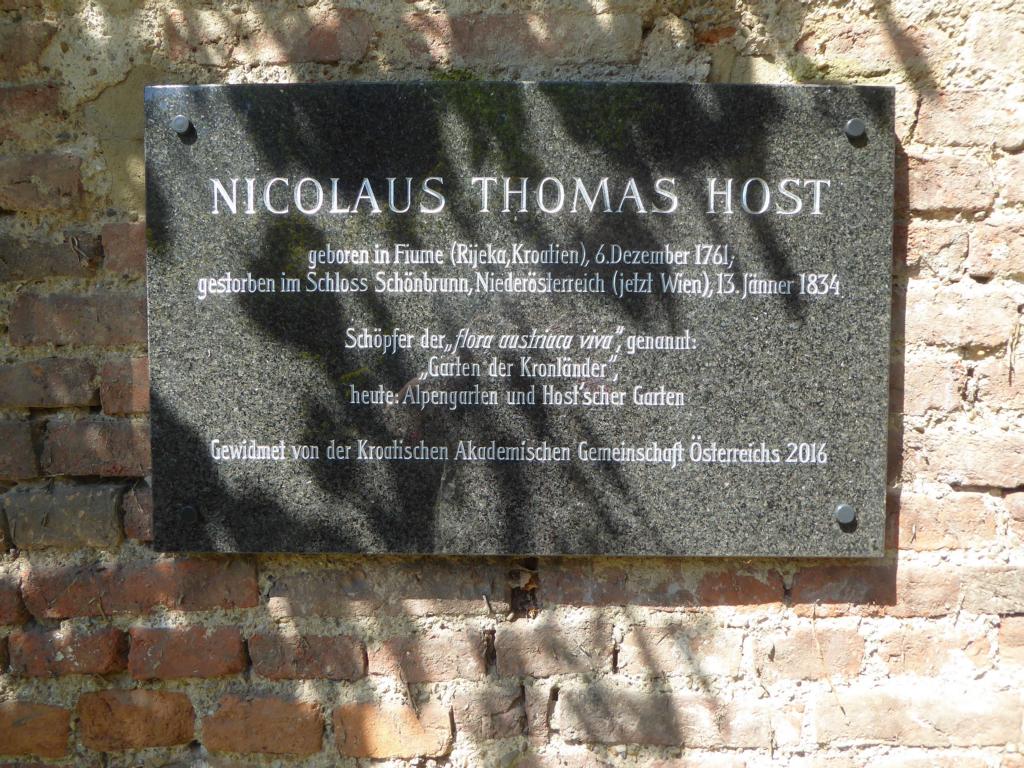 NICOLAUS THOMAS HOST
geboren in Fiume (Rijeka, Kroatien), 6. Dezember 1761;
gestorben im Schloss Schönbrunn, Niederösterreich (jetzt Wien), 13. Jänner 1834
Schöpfer der „flora austriaca viva“, genannt:
„Garten der Kronländer“,
heute: Alpengarten und Host'scher Garten
Gewidmet von der Kroatischen Akademischen Gemeinschaft Österreichs 2016